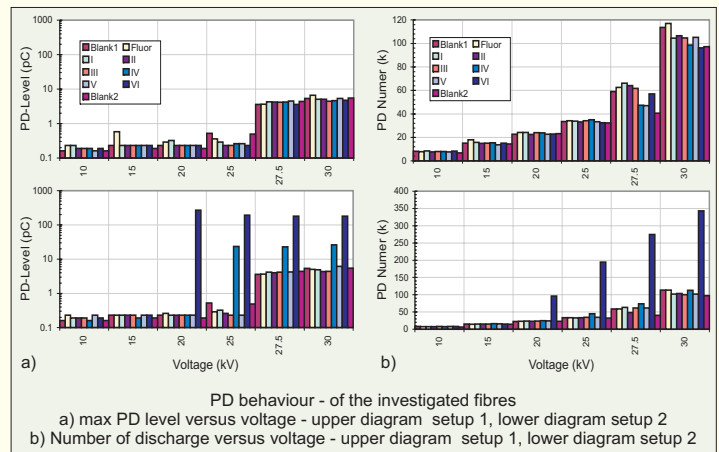 PD-Level (pC)
1000
100
10
1
0.1
Blank1
Fluor
I
II
III
IV
V
VI
Blank2
10
15
20
25
27.5
30
PD Numer (k)
120
100
80
60
40
20
0
Blank1
Fluor
I
II
III
IV
V
VI
Blank2
10
15
20
25
27.5
30
PD-Level (pC)
1000
100
10
1
0.1
10
15
20
25
27.5
30
a)
Voltage (kV)
PD Numer (k)
400
350
300
250
200
150
100
50
0
10
15
20
25
27.5
30
b)
Voltage (kV)
PD behaviour - of the investigated fibres
a) max PD level versus voltage - upper diagram setup 1, lower diagram setup 2
b) Number of discharge versus voltage - upper diagram setup 1, lower diagram setup 2